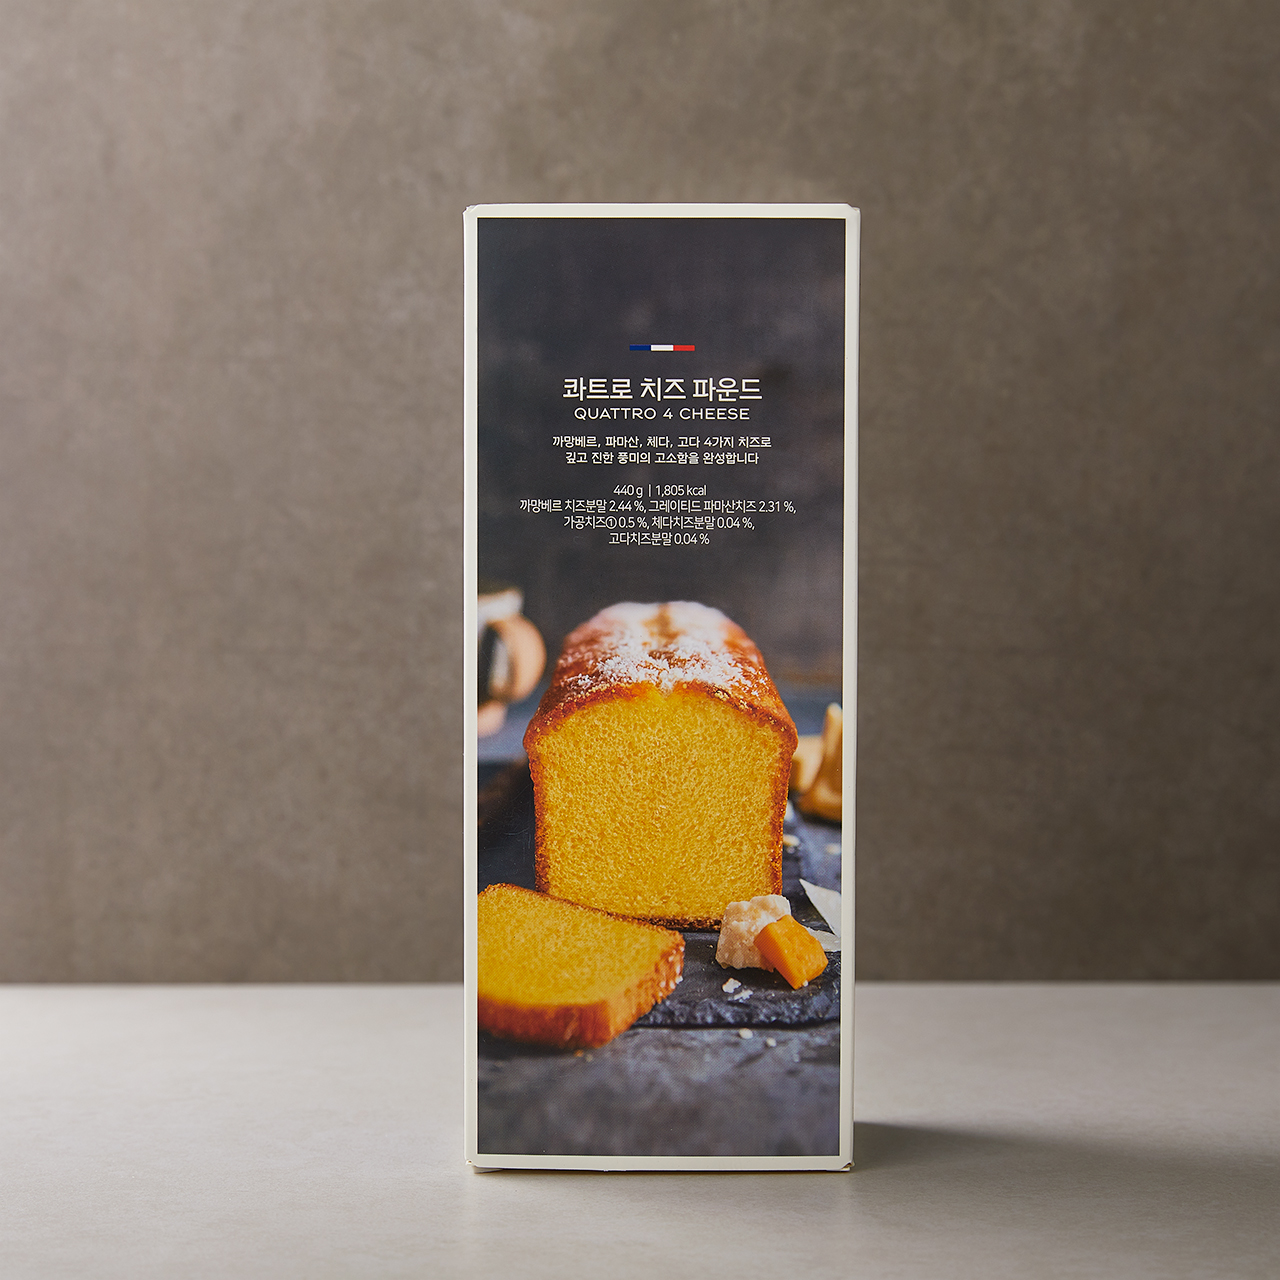 콰트로 치즈 파운드
QUATTRO 4 CHEESE
까망베르, 파마산, 체다, 고다 4가지 치즈로
깊고 진한 풍미의 고소함을 완성합니다
440 g | 1,805 kcal
까망베르 치즈분말 2.44 %, 그레이티드 파마산치즈 2.31 %,
가공치즈① 0.5 %, 체다치즈분말 0.04 %,
고다치즈분말 0.04 %